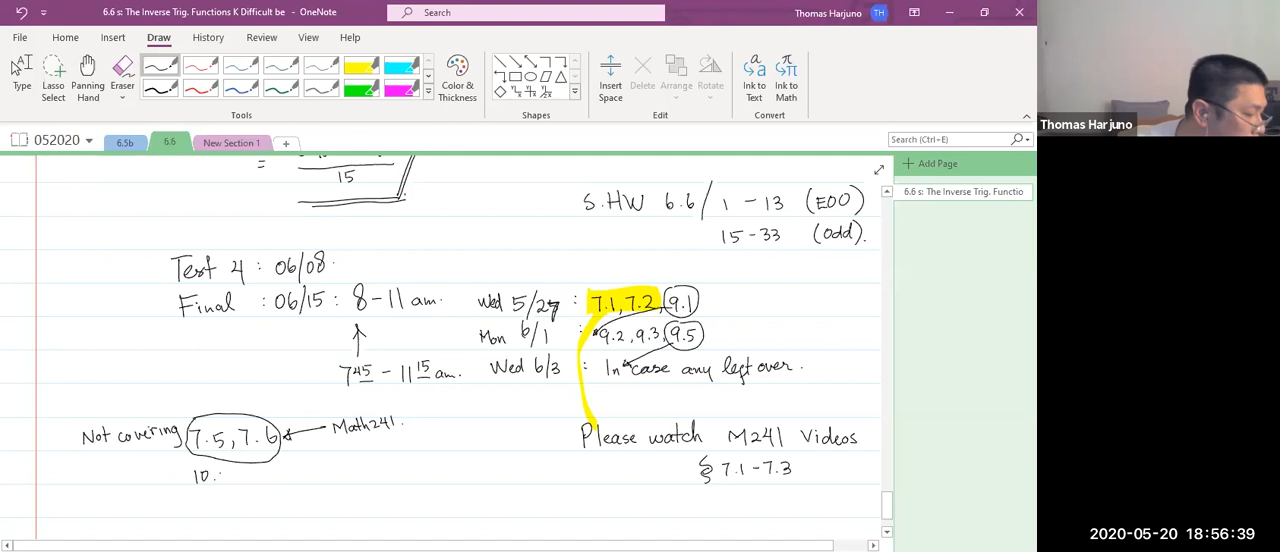 6.6 s: The Inverse Trig. Functions K Difficult be - OneNote
Search
Thomas Harjuno TH
File Home Insert Draw History Review View Help
Type Lasso Select Panning Hand Eraser Color & Thickness Insert Space Delete Arrange Rotate Ink to Text Ink to Math
Tools Shapes Edit Convert
052020 6.5b 6.6 New Section 1 Search (Ctrl+E)
Add Page
6.6 s: The Inverse Trig. Functio
Thomas Harjuno
= 15
S.HW 6.6/ 1 - 13 (EOO)
15 - 33 (Odd).
Test 4 : 06/08.
Final : 06/15 : 8 - 11 am. Wed 5/27 : 7.1, 7.2, 9.1
Mon 6/1 : 9.2, 9.3, 9.5
7 45 - 11 15 am. Wed 6/3 : In case any left over.
Not covering 7.5, 7.6 Math241.
Please watch M241 Videos
10.
§ 7.1 - 7.3
2020-05-20 18:56:39